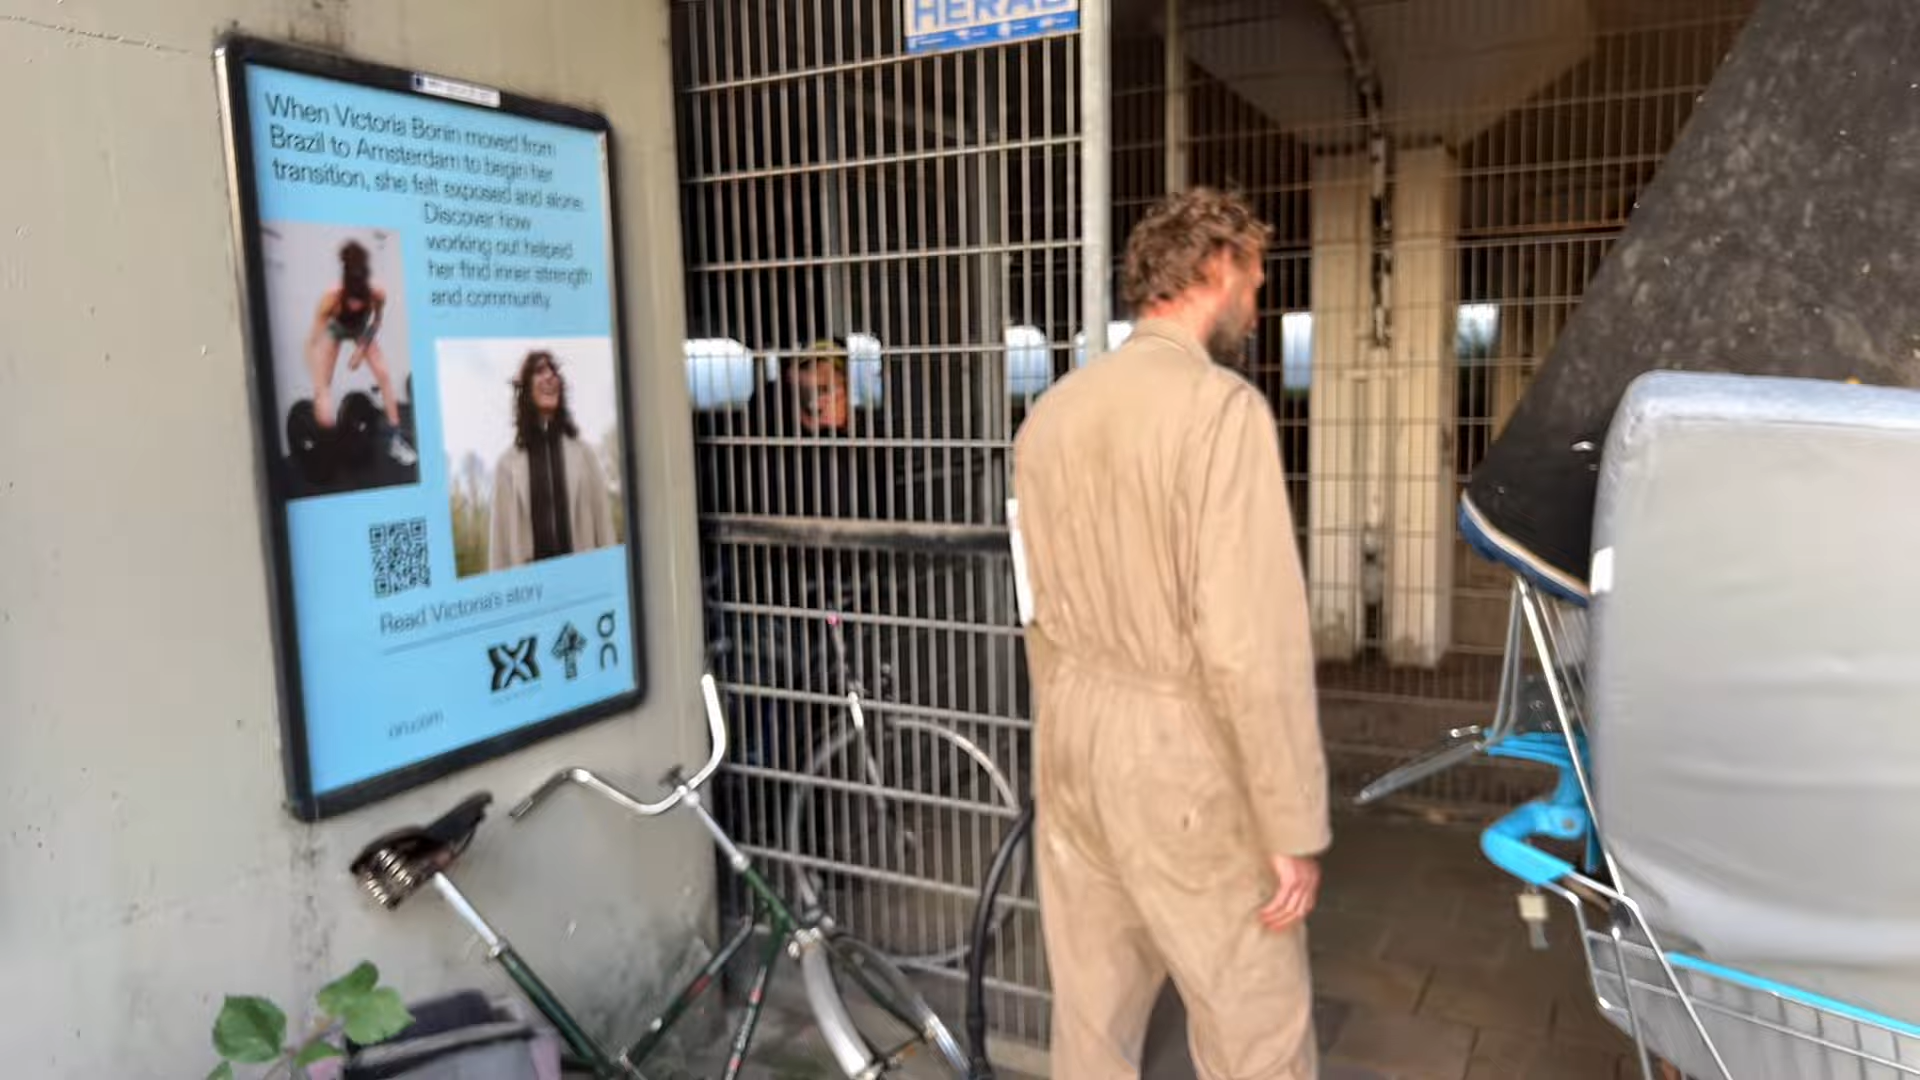 When Victoria Bonin moved from
Brazil to Amsterdam to begin her
transition, she felt exposed and alone.
Discover how
working out helped
her find inner strength
and community.
Read Victoria's story
on
on.com
HERAS